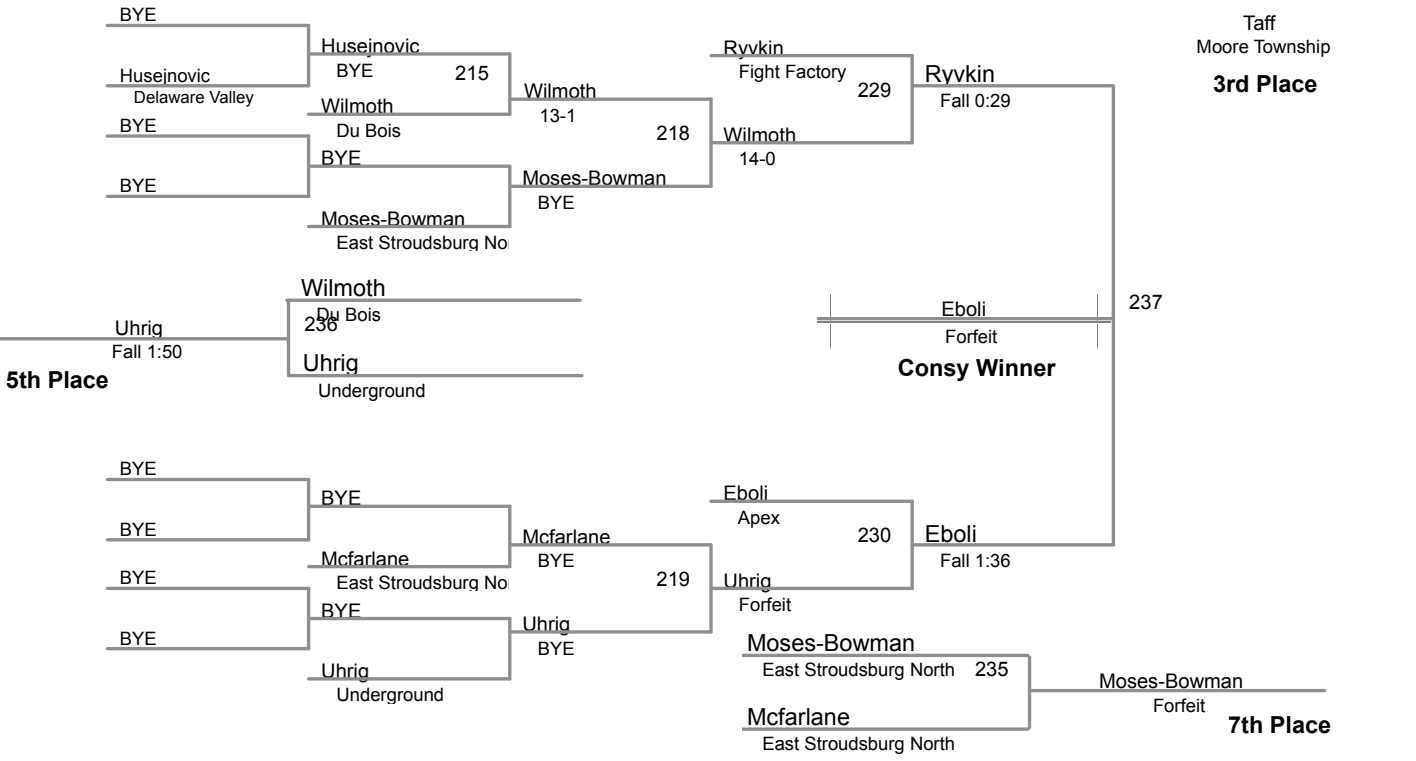 BYE
Husejnovic
Delaware Valley
BYE
BYE
Husejnovic
BYE
215
Wilmoth
Du Bois
BYE
Moses-Bowman
East Stroudsburg No
Wilmoth
13-1
218
Moses-Bowman
BYE
Ryvkin
Fight Factory
229
Wilmoth
14-0
Ryvkin
Fall 0:29
Taff
Moore Township
3rd Place
Wilmoth
Du Bois
236
Uhrig
Underground
Uhrig
Fall 1:50
5th Place
Eboli
Forfeit
Consy Winner
237
BYE
BYE
BYE
BYE
BYE
Mcfarlane
East Stroudsburg No
BYE
Uhrig
Underground
Mcfarlane
BYE
219
Uhrig
BYE
Eboli
Apex
230
Uhrig
Forfeit
Eboli
Fall 1:36
Moses-Bowman
East Stroudsburg North
235
Mcfarlane
East Stroudsburg North
Moses-Bowman
Forfeit
7th Place